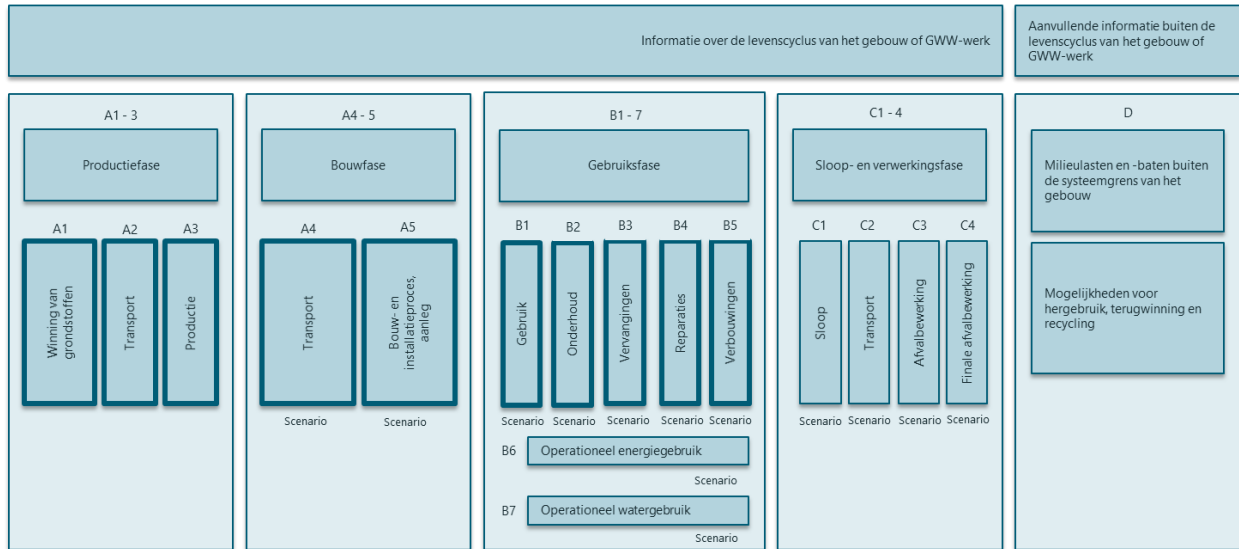 Informatie over de levenscyclus van het gebouw of GWW-werk
Aanvullende informatie buiten de
levenscyclus van het gebouw of
GWW-werk
A1 - 3
Productiefase
A1
A2
A3
Winning van
grondstoffen
Transport
Productie
A4 - 5
Bouwfase
A4
A5
Transport
Bouw- en
installatieproces,
aanleg
Scenario
Scenario
B1 - 7
Gebruiksfase
B1
B2
B3
B4
B5
Gebruik
Onderhoud
Vervangingen
Reparaties
Verbouwingen
Scenario
Scenario
Scenario
Scenario
Scenario
B6
Operationeel energiegebruik
Scenario
B7
Operationeel watergebruik
Scenario
C1 - 4
Sloop- en verwerkingsfase
C1
C2
C3
C4
Sloop
Transport
Afvalbewerking
Finale afvalbewerking
Scenario
Scenario
Scenario
Scenario
D
Milieulasten en -baten buiten
de systeemgrens van het
gebouw
Mogelijkheden voor
hergebruik, terugwinning en
recycling